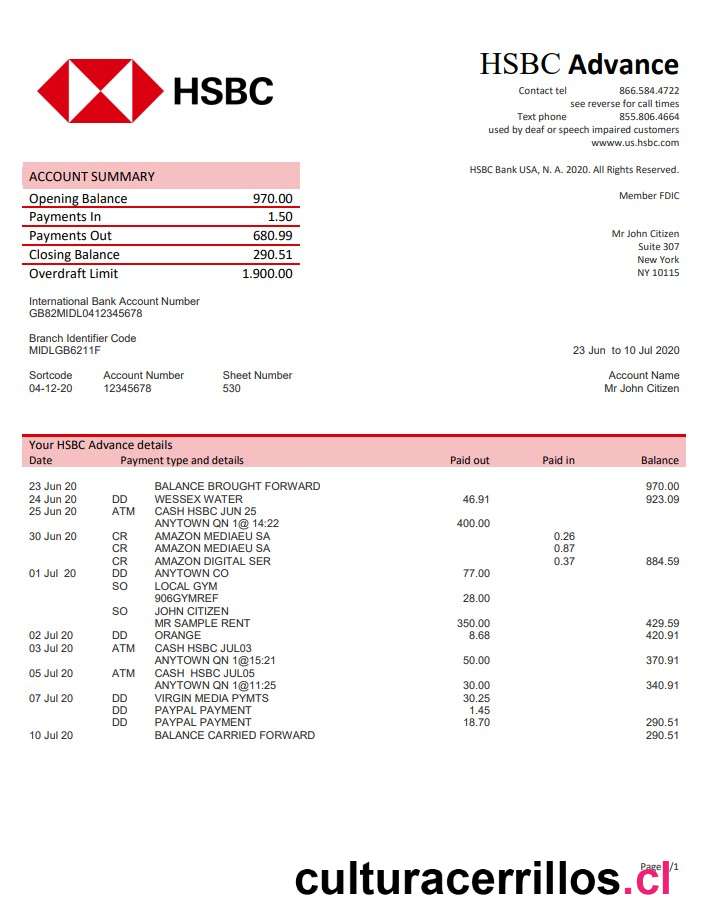 HSBC
HSBC Advance
Contact tel 866.584.4722
see reverse for call times
Text phone 855.806.4664
used by deaf or speech impaired customers
wwww.us.hsbc.com
HSBC Bank USA, N. A. 2020. All Rights Reserved.
Member FDIC
ACCOUNT SUMMARY
Opening Balance 970.00
Payments In 1.50
Payments Out 680.99
Closing Balance 290.51
Overdraft Limit 1.900.00
Mr John Citizen
Suite 307
New York
NY 10115
International Bank Account Number
GB82MIDL0412345678
Branch Identifier Code
MIDLGB6211F
23 Jun to 10 Jul 2020
Sortcode Account Number Sheet Number Account Name
04-12-20 12345678 530 Mr John Citizen
Your HSBC Advance details
Date Payment type and details Paid out Paid in Balance
23 Jun 20 BALANCE BROUGHT FORWARD 970.00
24 Jun 20 DD WESSEX WATER 46.91 923.09
25 Jun 20 ATM CASH HSBC JUN 25
ANYTOWN QN 1@ 14:22 400.00
30 Jun 20 CR AMAZON MEDIAEU SA 0.26
CR AMAZON MEDIAEU SA 0.87
CR AMAZON DIGITAL SER 0.37 884.59
01 Jul 20 DD ANYTOWN CO 77.00
SO LOCAL GYM
906GYMREF 28.00
SO JOHN CITIZEN
MR SAMPLE RENT 350.00 429.59
02 Jul 20 DD ORANGE 8.68 420.91
03 Jul 20 ATM CASH HSBC JUL03
ANYTOWN QN 1@15:21 50.00 370.91
05 Jul 20 ATM CASH HSBC JUL05
ANYTOWN QN 1@11:25 30.00 340.91
07 Jul 20 DD VIRGIN MEDIA PYMTS 30.25
DD PAYPAL PAYMENT 1.45
DD PAYPAL PAYMENT 18.70 290.51
10 Jul 20 BALANCE CARRIED FORWARD 290.51
Page /1
culturacerrillos.cl